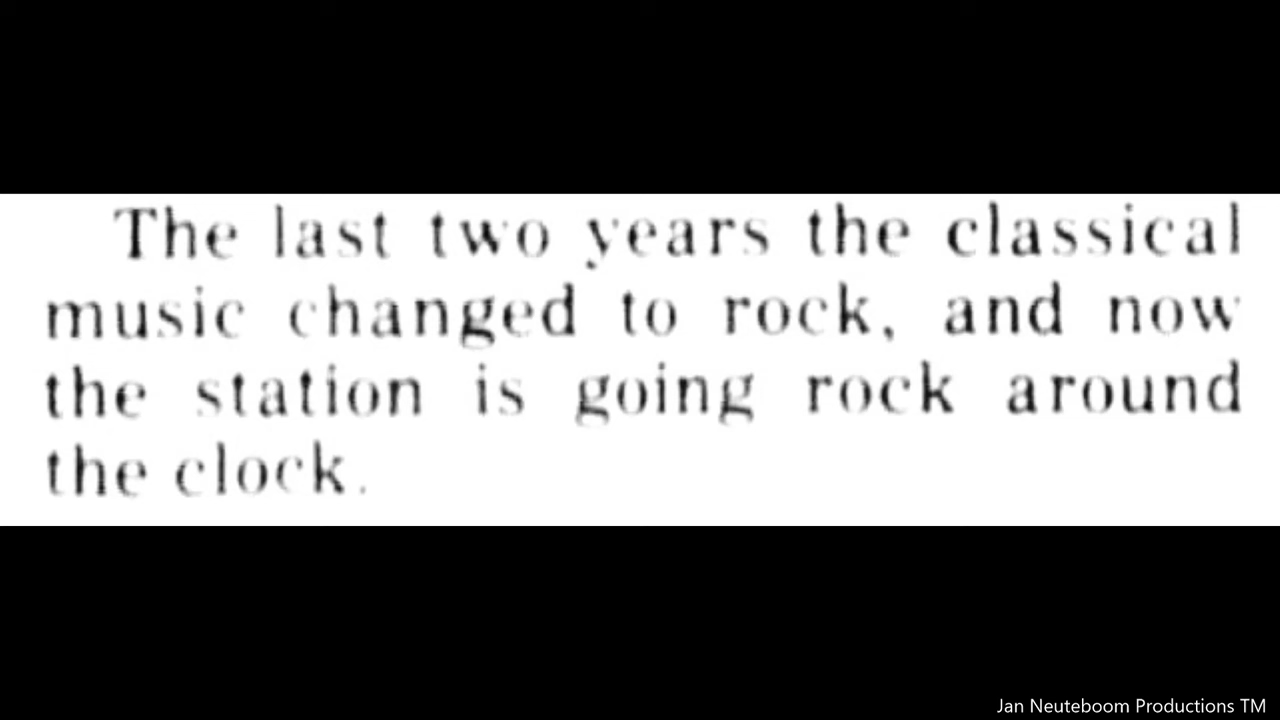 The last two years the classical
music changed to rock, and now
the station is going rock around
the clock.
Jan Neuteboom Productions TM